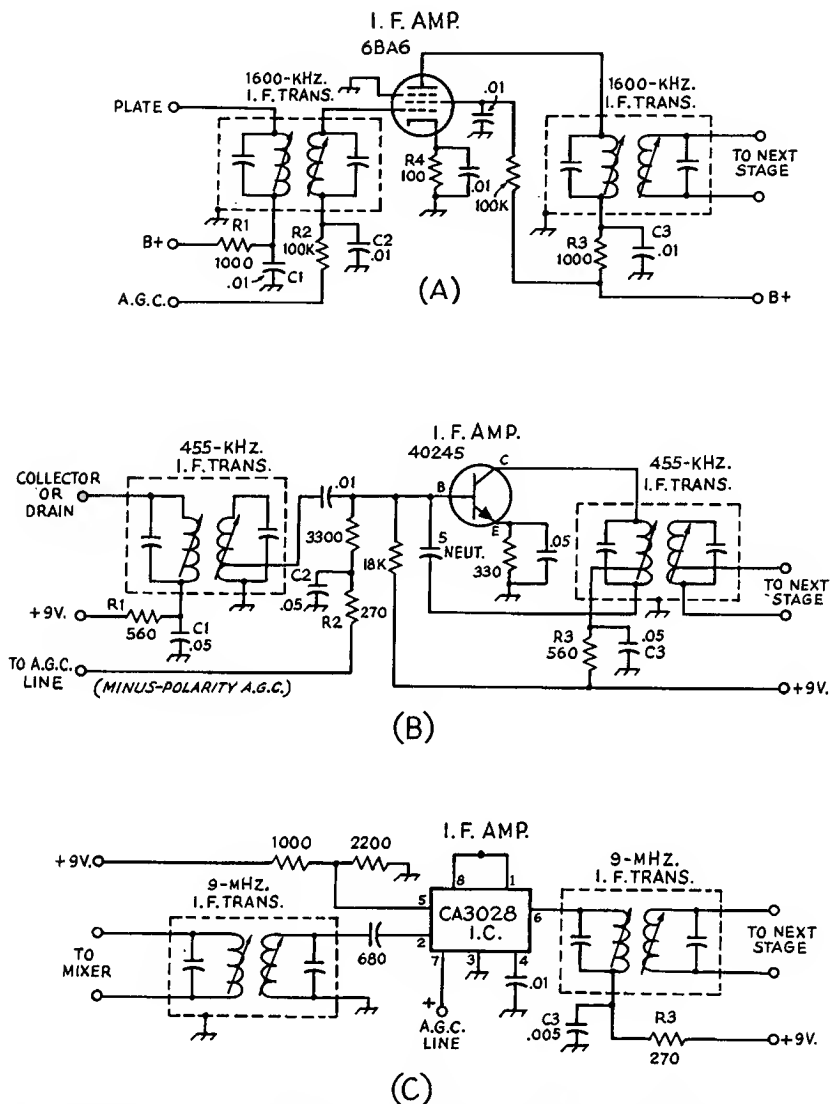 I.F. AMP.
6BA6
1600-KHz.
I.F. TRANS.
.01
1600-KHz.
I.F. TRANS.
PLATE
R4
100
.01
100K
TO NEXT
STAGE
R1
B+
1000
.01
C1
R2
100K
C2
.01
R3
1000
C3
.01
A.G.C.
B+
(A)
I.F. AMP.
40245
455-KHz.
I.F. TRANS.
455-KHz.
I.F. TRANS.
COLLECTOR
OR
DRAIN
.01
B
C
E
3300
18K
5
NEUT.
330
.05
C2
.05
R2
270
TO NEXT
STAGE
+9V.
R1
560
C1
.05
R3
560
.05
C3
TO A.G.C.
LINE
(MINUS-POLARITY A.G.C.)
+9V.
(B)
I.F. AMP.
1000
2200
+9V.
9-MHz.
I.F. TRANS.
8
1
5
CA3028
I.C.
6
2
7
3
4
9-MHz.
I.F. TRANS.
TO
MIXER
680
.01
TO NEXT
STAGE
+
A.G.C.
LINE
C3
.005
R3
270
+9V.
(C)